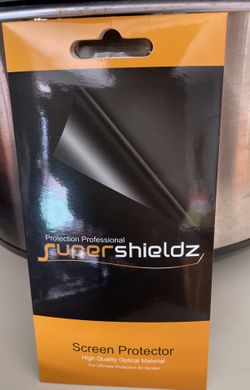 Protection Professional
supershieldz
Screen Protector
High Quality Optical Material
The Ultimate Protection for Screen